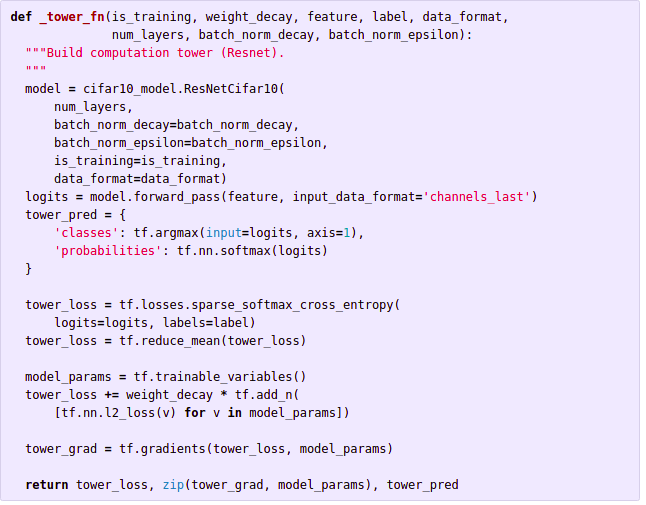 def _tower_fn(is_training, weight_decay, feature, label, data_format,
              num_layers, batch_norm_decay, batch_norm_epsilon):
  """Build computation tower (Resnet).
  """
  model = cifar10_model.ResNetCifar10(
      num_layers,
      batch_norm_decay=batch_norm_decay,
      batch_norm_epsilon=batch_norm_epsilon,
      is_training=is_training,
      data_format=data_format)
  logits = model.forward_pass(feature, input_data_format='channels_last')
  tower_pred = {
      'classes': tf.argmax(input=logits, axis=1),
      'probabilities': tf.nn.softmax(logits)
  }

  tower_loss = tf.losses.sparse_softmax_cross_entropy(
      logits=logits, labels=label)
  tower_loss = tf.reduce_mean(tower_loss)

  model_params = tf.trainable_variables()
  tower_loss += weight_decay * tf.add_n(
      [tf.nn.l2_loss(v) for v in model_params])

  tower_grad = tf.gradients(tower_loss, model_params)

  return tower_loss, zip(tower_grad, model_params), tower_pred